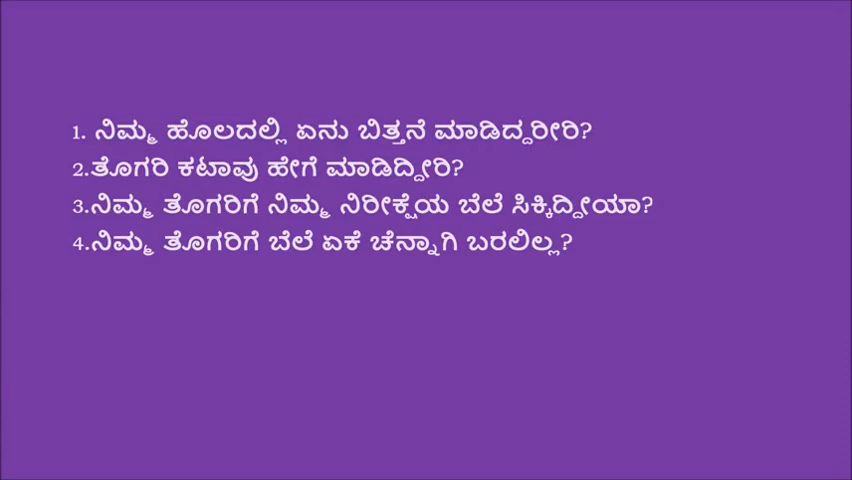 1. ನಿಮ್ಮ ಹೊಲದಲ್ಲಿ ಏನು ಬಿತ್ತನೆ ಮಾಡಿದ್ದರೀರಿ?
2.ತೊಗರಿ ಕಟಾವು ಹೇಗೆ ಮಾಡಿದ್ದೀರಿ?
3.ನಿಮ್ಮ ತೊಗರಿಗೆ ನಿಮ್ಮ ನಿರೀಕ್ಷೆಯ ಬೆಲೆ ಸಿಕ್ಕಿದ್ದೀಯಾ?
4.ನಿಮ್ಮ ತೊಗರಿಗೆ ಬೆಲೆ ಏಕೆ ಚೆನ್ನಾಗಿ ಬರಲಿಲ್ಲ?